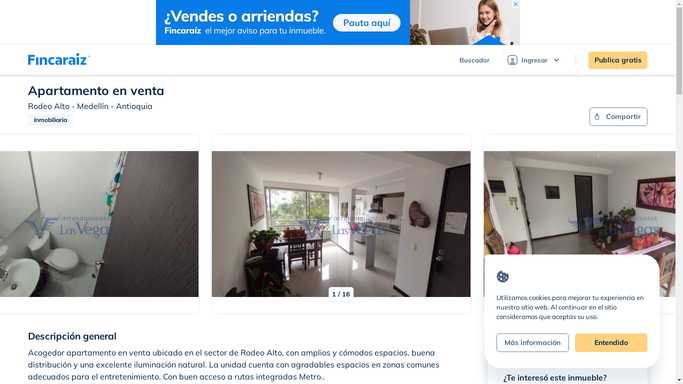 ¿Vendes o arriendas?
Fincaraíz el mejor aviso para tu inmueble.
Pauta aquí
Fincaraíz
Buscador
Ingresar
Publica gratis
Apartamento en venta
Rodeo Alto - Medellín - Antioquia
Inmobiliaria
Compartir
Las Vegas
Las Vegas
Las Vegas
1 / 16
Utilizamos cookies para mejorar tu experiencia en
nuestro sitio web. Al continuar en el sitio
consideramos que aceptas su uso.
Más información
Entendido
Descripción general
Acogedor apartamento en venta ubicado en el sector de Rodeo Alto, con amplios y cómodos espacios, buena
distribución y una excelente iluminación natural. La unidad cuenta con agradables espacios en zonas comunes
adecuados para el entretenimiento. Con buen acceso a rutas integradas Metro..
¿Te interesó este inmueble?